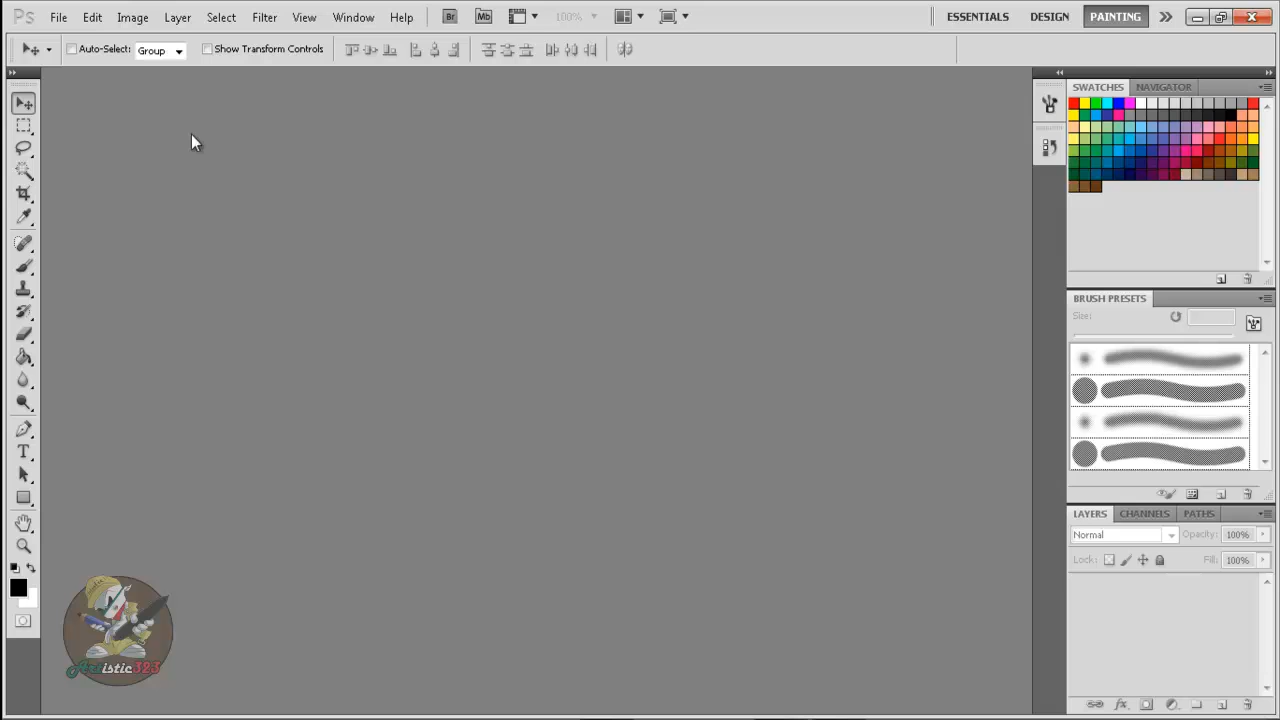 Ps File Edit Image Layer Select Filter View Window Help Br Mb 100% ESSENTIALS DESIGN PAINTING
Auto-Select: Group Show Transform Controls
SWATCHES NAVIGATOR
BRUSH PRESETS
Size:
T
LAYERS CHANNELS PATHS
Normal Opacity: 100%
Lock: Fill: 100%
Artistic323
fx